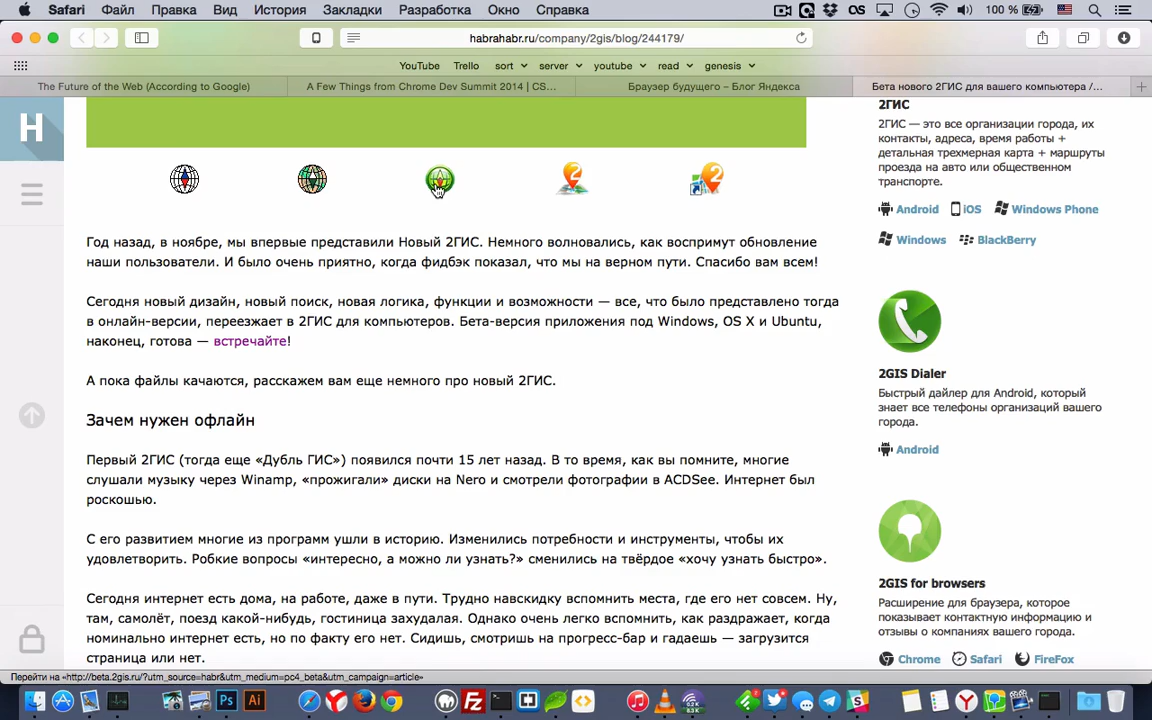 Safari Файл Правка Вид История Закладки Разработка Окно Справка 100 %
habrahabr.ru/company/2gis/blog/244179/
YouTube Trello sort server youtube read genesis
The Future of the Web (According to Google) A Few Things from Chrome Dev Summit 2014 | CS... Браузер будущего – Блог Яндекса Бета нового 2ГИС для вашего компьютера /...
H
Год назад, в ноябре, мы впервые представили Новый 2ГИС. Немного волновались, как воспримут обновление
наши пользователи. И было очень приятно, когда фидбэк показал, что мы на верном пути. Спасибо вам всем!
Сегодня новый дизайн, новый поиск, новая логика, функции и возможности — все, что было представлено тогда
в онлайн-версии, переезжает в 2ГИС для компьютеров. Бета-версия приложения под Windows, OS X и Ubuntu,
наконец, готова — встречайте!
А пока файлы качаются, расскажем вам еще немного про новый 2ГИС.
Зачем нужен офлайн
Первый 2ГИС (тогда еще «Дубль ГИС») появился почти 15 лет назад. В то время, как вы помните, многие
слушали музыку через Winamp, «прожигали» диски на Nero и смотрели фотографии в ACDSee. Интернет был
роскошью.
С его развитием многие из программ ушли в историю. Изменились потребности и инструменты, чтобы их
удовлетворить. Робкие вопросы «интересно, а можно ли узнать?» сменились на твёрдое «хочу узнать быстро».
Сегодня интернет есть дома, на работе, даже в пути. Трудно навскидку вспомнить места, где его нет совсем. Ну,
там, самолёт, поезд какой-нибудь, гостиница захудалая. Однако очень легко вспомнить, как раздражает, когда
номинально интернет есть, но по факту его нет. Сидишь, смотришь на прогресс-бар и гадаешь — загрузится
страница или нет.
2ГИС
2ГИС — это все организации города, их
контакты, адреса, время работы +
детальная трехмерная карта + маршруты
проезда на авто или общественном
транспорте.
Android iOS Windows Phone
Windows BlackBerry
2GIS Dialer
Быстрый дайлер для Android, который
знает все телефоны организаций вашего
города.
Android
2GIS for browsers
Расширение для браузера, которое
показывает контактную информацию и
отзывы о компаниях вашего города.
Chrome Safari FireFox
Перейти на «http://beta.2gis.ru/?utm_source=habr&utm_medium=pc4_beta&utm_campaign=article»
Ps Ai